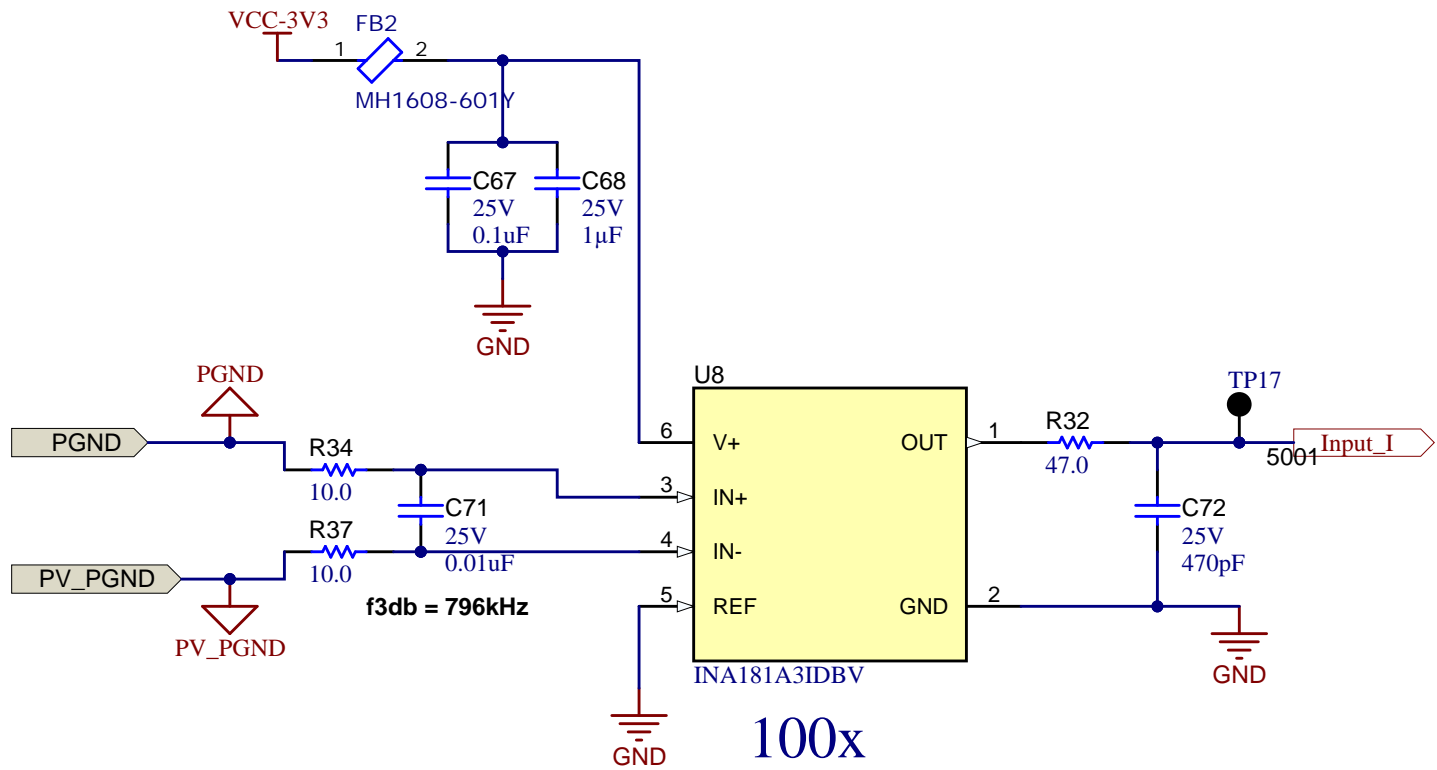 VCC-3V3
FB2
1
2
MH1608-601Y
C67
25V
0.1uF
C68
25V
1µF
GND
PGND
PGND
R34
10.0
C71
25V
0.01uF
R37
10.0
PV_PGND
PV_PGND
f3db = 796kHz
U8
6
V+
3
IN+
4
IN-
5
REF
OUT
1
GND
2
INA181A3IDBV
100x
GND
R32
47.0
TP17
5001
Input_I
C72
25V
470pF
GND